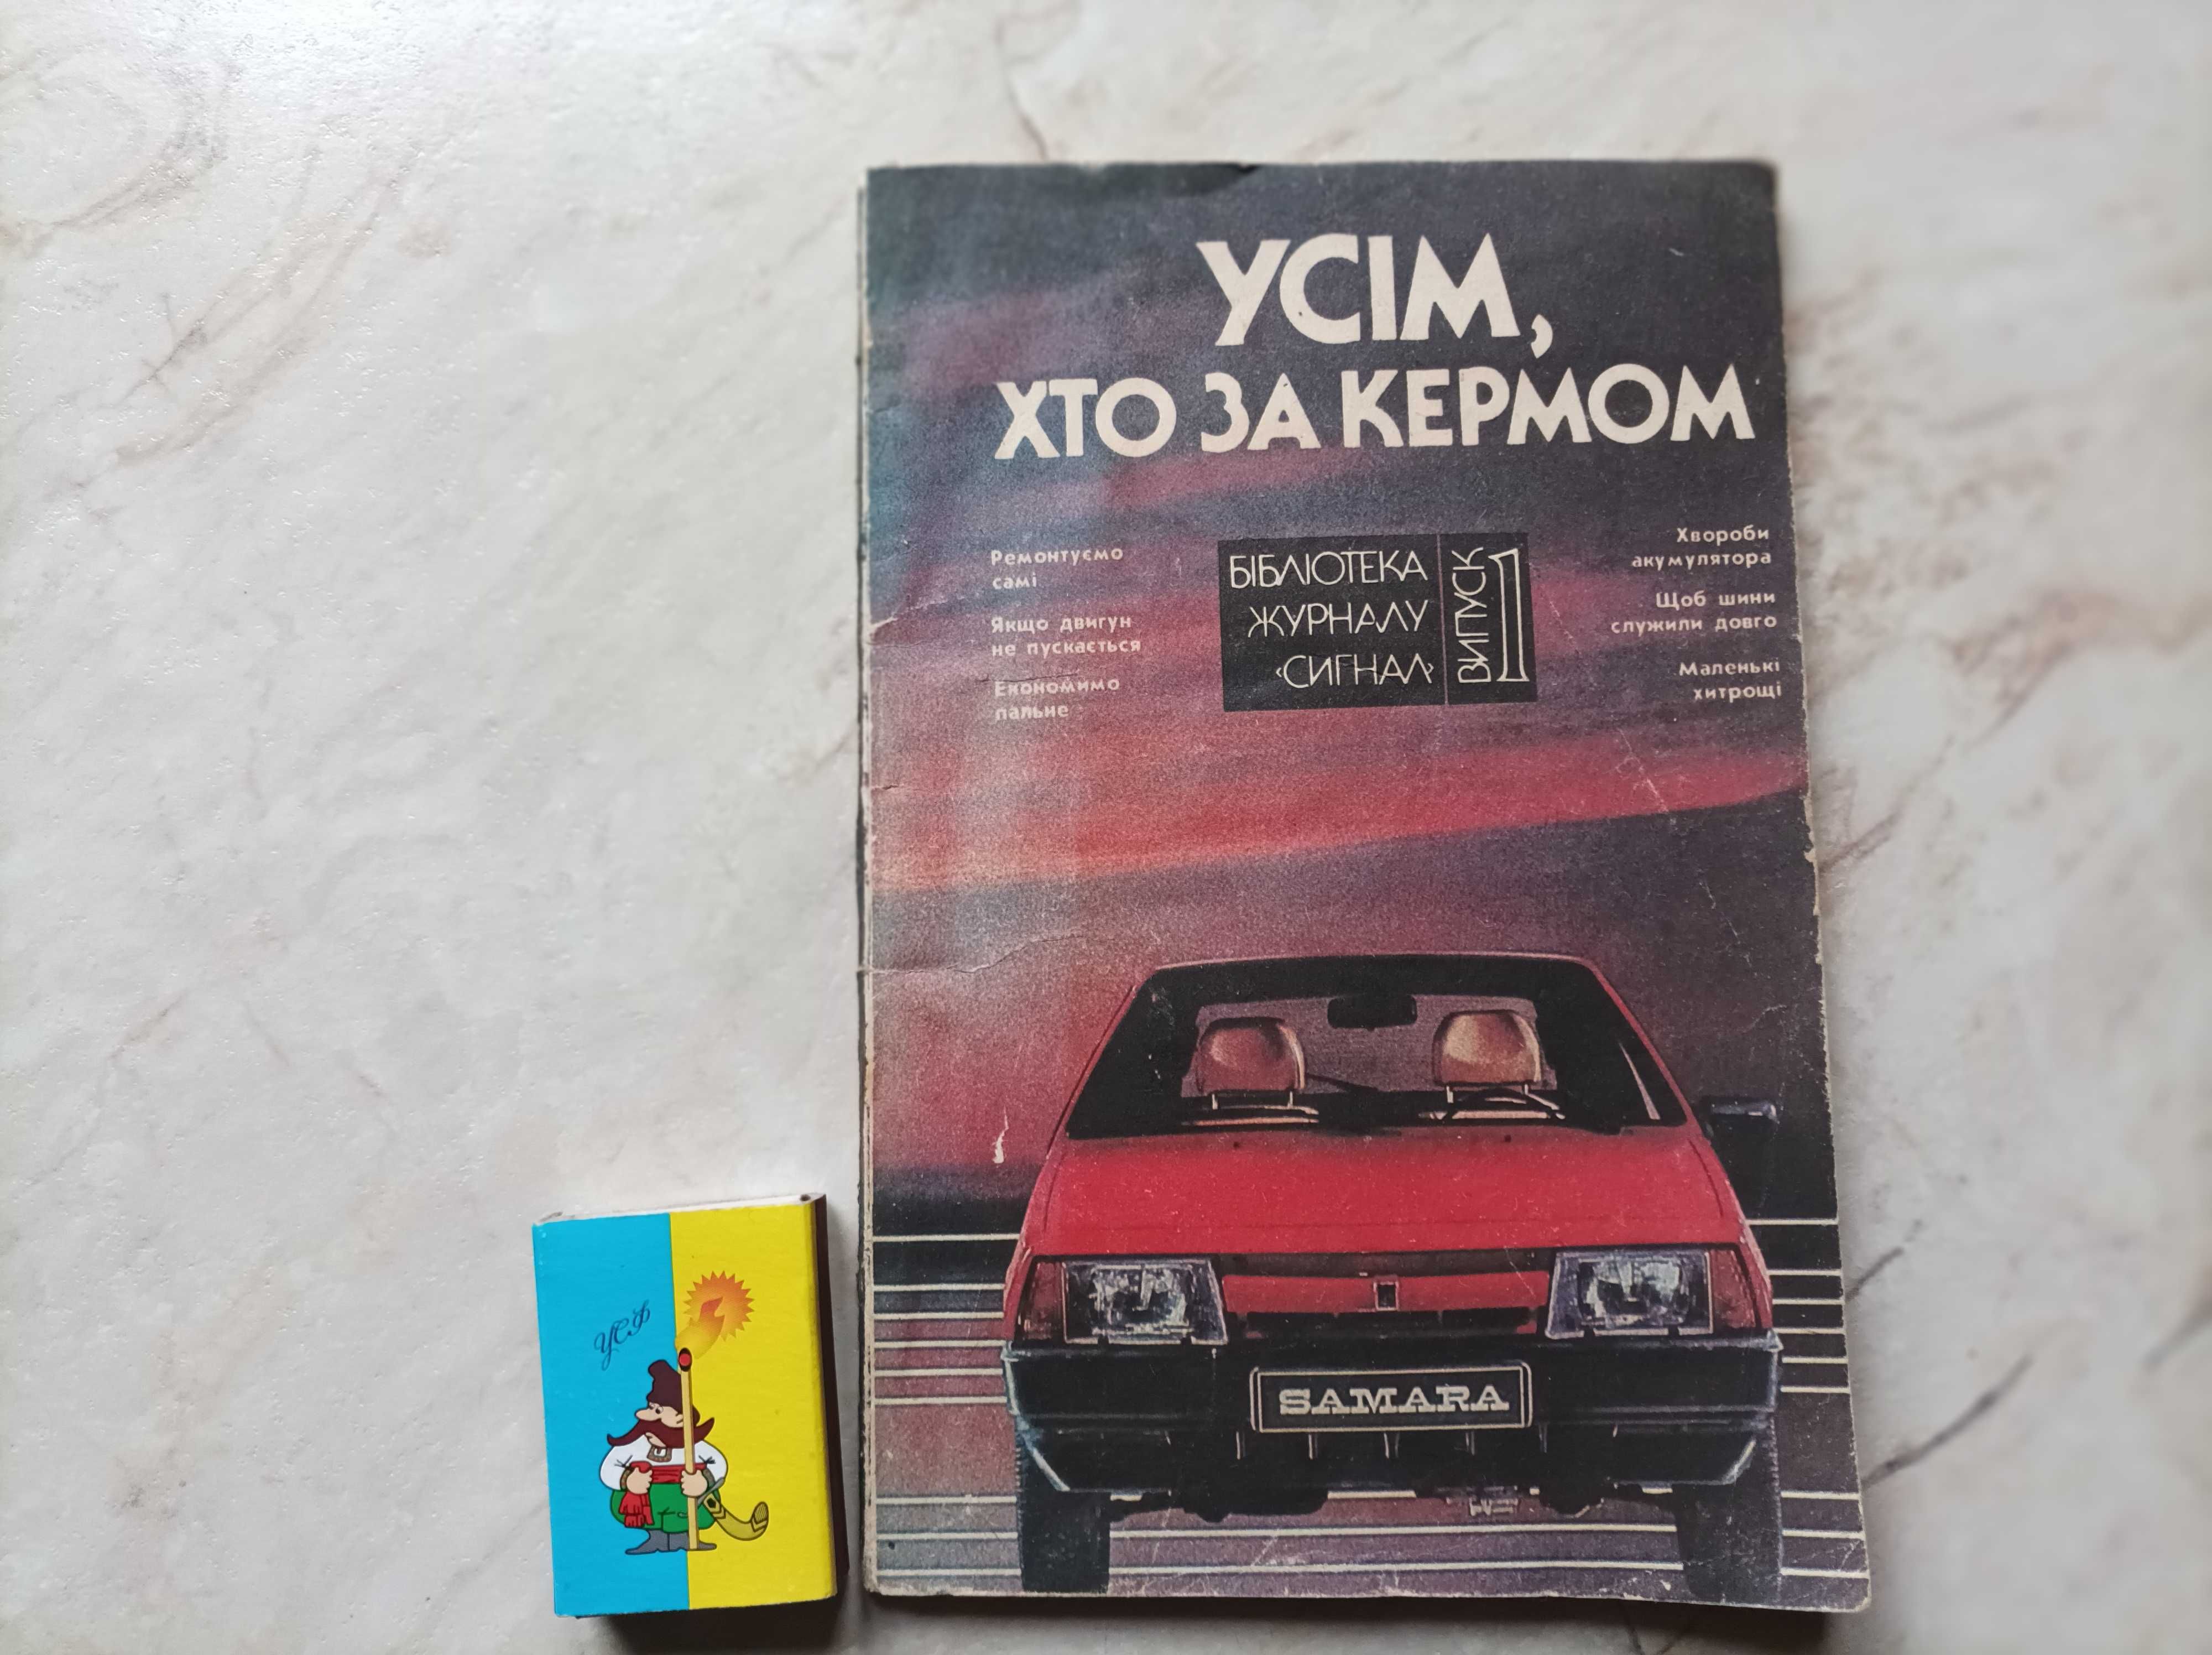 УСІМ,
ХТО ЗА КЕРМОМ
Ремонтуємо
самі
Якщо двигун
не пускається
Економимо
пальне
БІБЛІОТЕКА
ЖУРНАЛУ
«СИГНАЛ»
ВИПУСК 1
Хвороби
акумулятора
Щоб шини
служили довго
Маленькі
хитрощі
SAMARA
УСФ